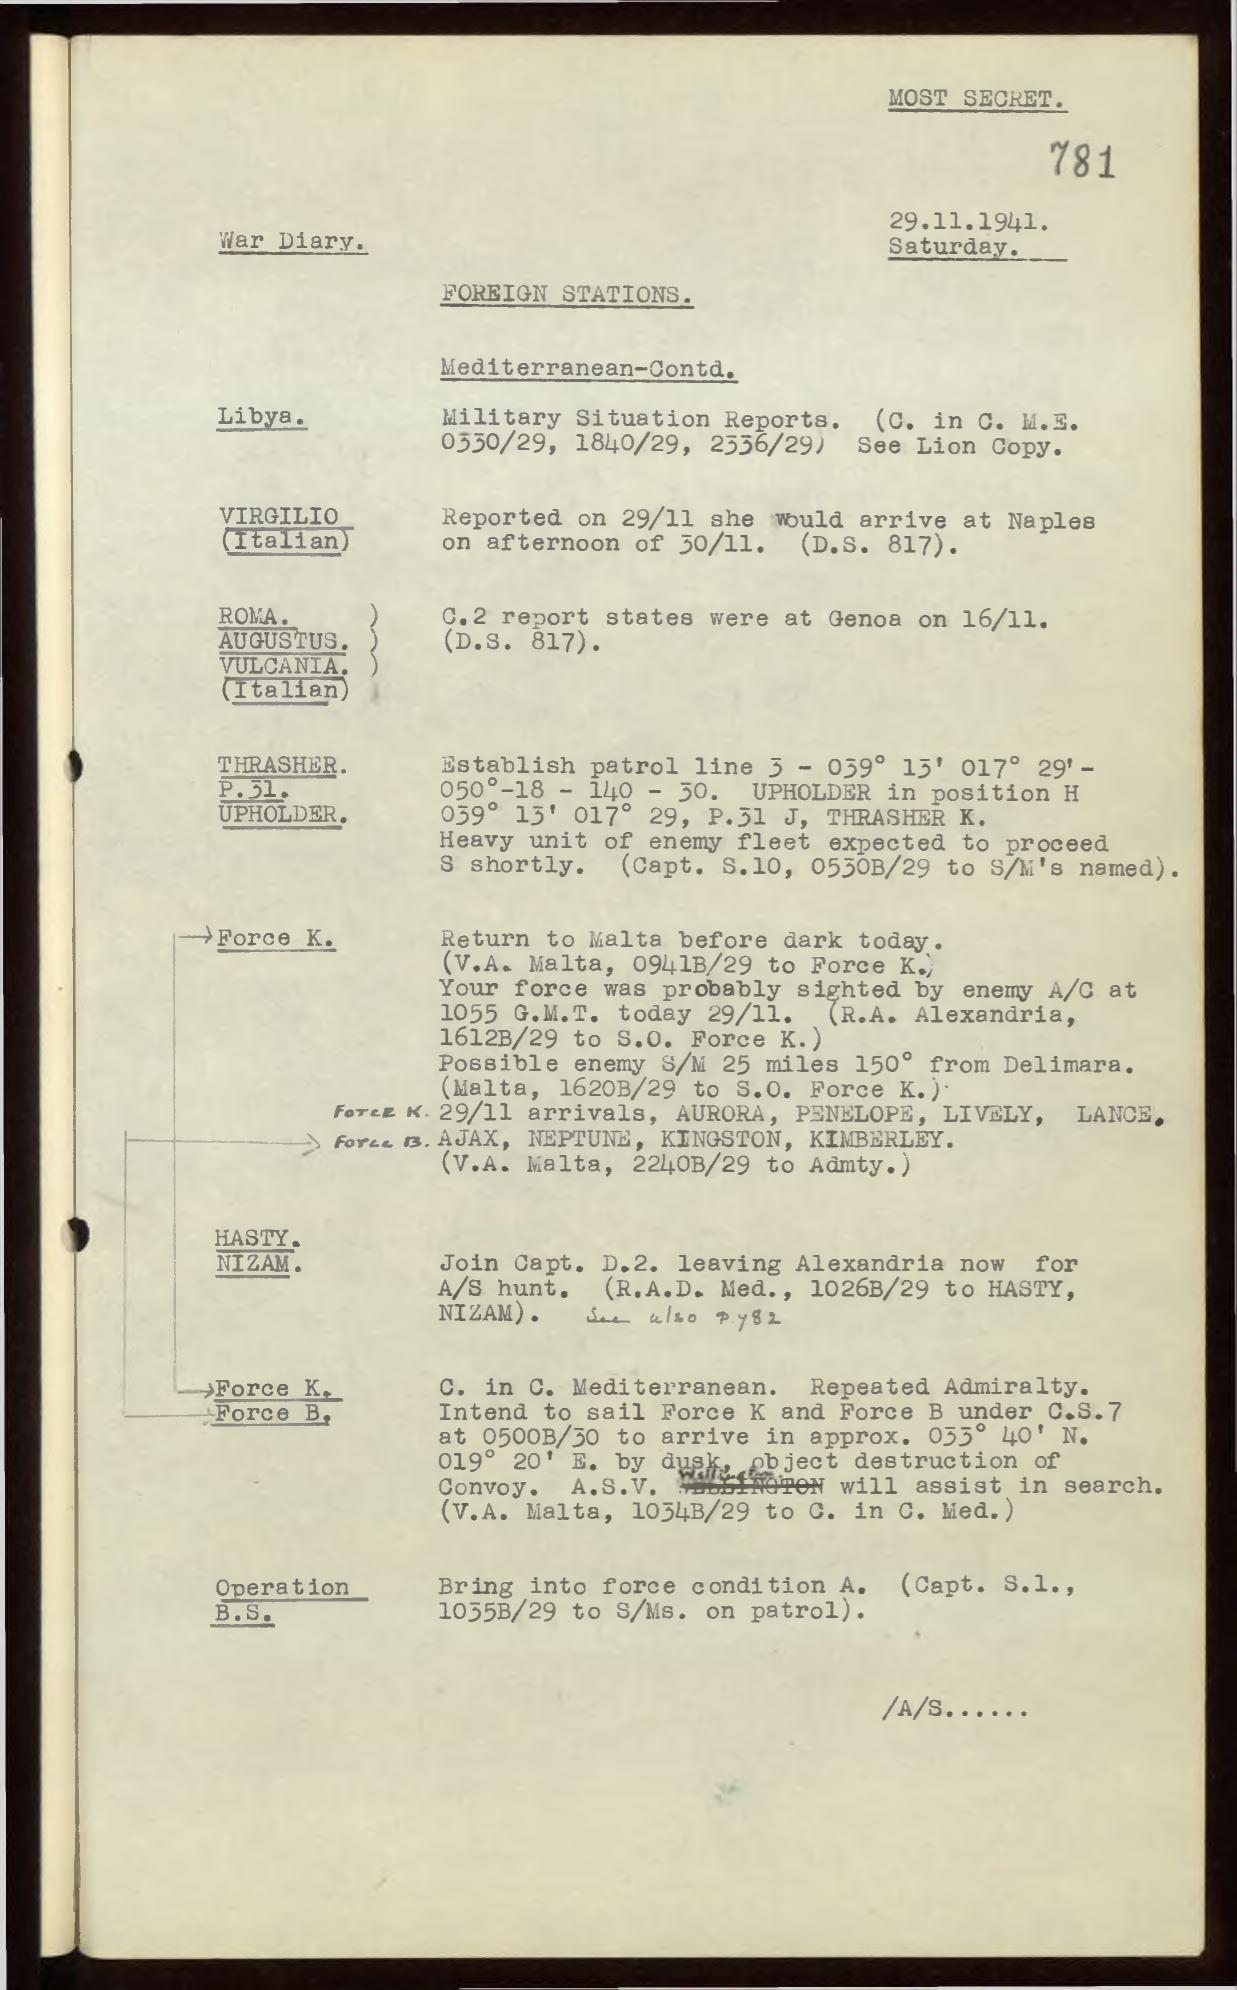 MOST SECRET.
781
29.11.1941.
War Diary.
Saturday.
FOREIGN STATIONS.
Mediterranean-Contd.
Libya. Military Situation Reports. (C. in C. M.E.
0330/29, 1840/29, 2336/29) See Lion Copy.
VIRGILIO Reported on 29/11 she would arrive at Naples
(Italian) on afternoon of 30/11. (D.S. 817).
ROMA. ) C.2 report states were at Genoa on 16/11.
AUGUSTUS. ) (D.S. 817).
VULCANIA. )
(Italian)
THRASHER. Establish patrol line 3 - 039° 13' 017° 29'-
P.31. 050°-18 - 140 - 30. UPHOLDER in position H
UPHOLDER. 039° 13' 017° 29, P.31 J, THRASHER K.
Heavy unit of enemy fleet expected to proceed
S shortly. (Capt. S.10, 0530B/29 to S/M's named).
Force K. Return to Malta before dark today.
(V.A. Malta, 0941B/29 to Force K.)
Your force was probably sighted by enemy A/C at
1055 G.M.T. today 29/11. (R.A. Alexandria,
1612B/29 to S.O. Force K.)
Possible enemy S/M 25 miles 150° from Delimara.
(Malta, 1620B/29 to S.O. Force K.)
Force K. 29/11 arrivals, AURORA, PENELOPE, LIVELY, LANCE.
Force B. AJAX, NEPTUNE, KINGSTON, KIMBERLEY.
(V.A. Malta, 2240B/29 to Admty.)
HASTY.
NIZAM. Join Capt. D.2. leaving Alexandria now for
A/S hunt. (R.A.D. Med., 1026B/29 to HASTY,
NIZAM). See also p.782
Force K. C. in C. Mediterranean. Repeated Admiralty.
Force B. Intend to sail Force K and Force B under C.S.7
at 0500B/30 to arrive in approx. 033° 40' N.
019° 20' E. by dusk, object destruction of
Wellington
Convoy. A.S.V. WELLINGTON will assist in search.
(V.A. Malta, 1034B/29 to C. in C. Med.)
Operation Bring into force condition A. (Capt. S.1.,
B.S. 1035B/29 to S/Ms. on patrol).
/A/S......